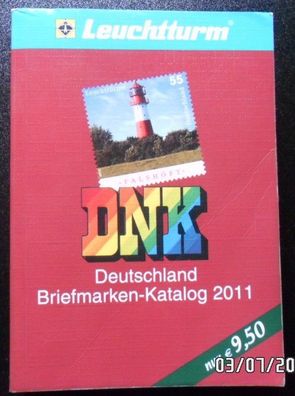 Leuchtturm®
55
FALSHÖFT
DNK
Deutschland
Briefmarken-Katalog 2011
nur € 9,50
03/07/20